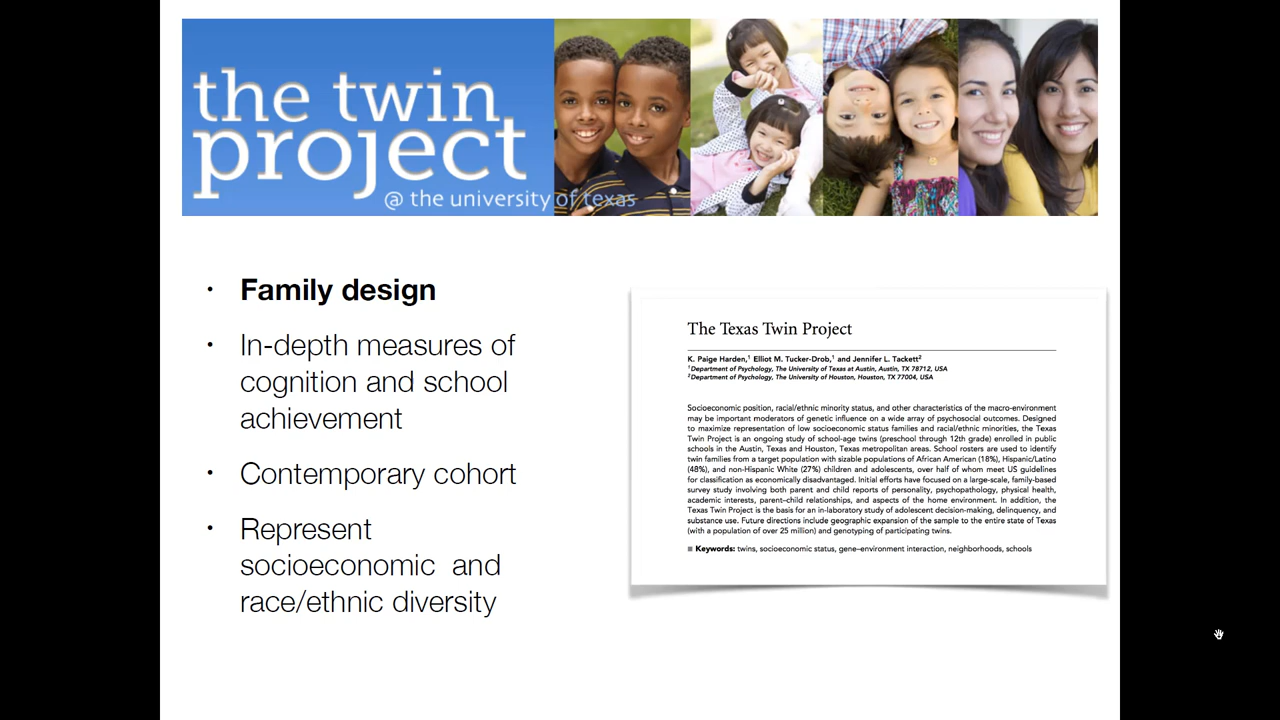 the twin
project
@ the university of texas
• Family design
• In-depth measures of
cognition and school
achievement
• Contemporary cohort
• Represent
socioeconomic and
race/ethnic diversity
The Texas Twin Project
K. Paige Harden,¹ Elliot M. Tucker-Drob,¹ and Jennifer L. Tackett²
¹Department of Psychology, The University of Texas at Austin, Austin, TX 78712, USA
²Department of Psychology, The University of Houston, Houston, TX 77004, USA
Socioeconomic position, racial/ethnic minority status, and other characteristics of the macro-environment
may be important moderators of genetic influence on a wide array of psychosocial outcomes. Designed
to maximize representation of low socioeconomic status families and racial/ethnic minorities, the Texas
Twin Project is an ongoing study of school-age twins (preschool through 12th grade) enrolled in public
schools in the Austin, Texas and Houston, Texas metropolitan areas. School rosters are used to identify
twin families from a target population with sizable populations of African American (18%), Hispanic/Latino
(48%), and non-Hispanic White (27%) children and adolescents, over half of whom meet US guidelines
for classification as economically disadvantaged. Initial efforts have focused on a large-scale, family-based
survey study involving both parent and child reports of personality, psychopathology, physical health,
academic interests, parent–child relationships, and aspects of the home environment. In addition, the
Texas Twin Project is the basis for an in-laboratory study of adolescent decision-making, delinquency, and
substance use. Future directions include geographic expansion of the sample to the entire state of Texas
(with a population of over 25 million) and genotyping of participating twins.
■ Keywords: twins, socioeconomic status, gene–environment interaction, neighborhoods, schools